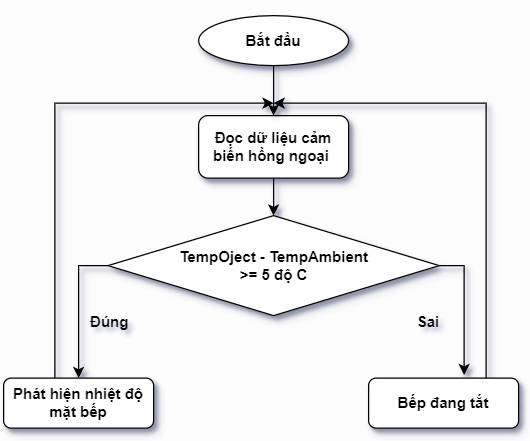 Bắt đầu
Đọc dữ liệu cảm
biến hồng ngoại
TempOject - TempAmbient
>= 5 độ C
Đúng
Sai
Phát hiện nhiệt độ
mặt bếp
Bếp đang tắt